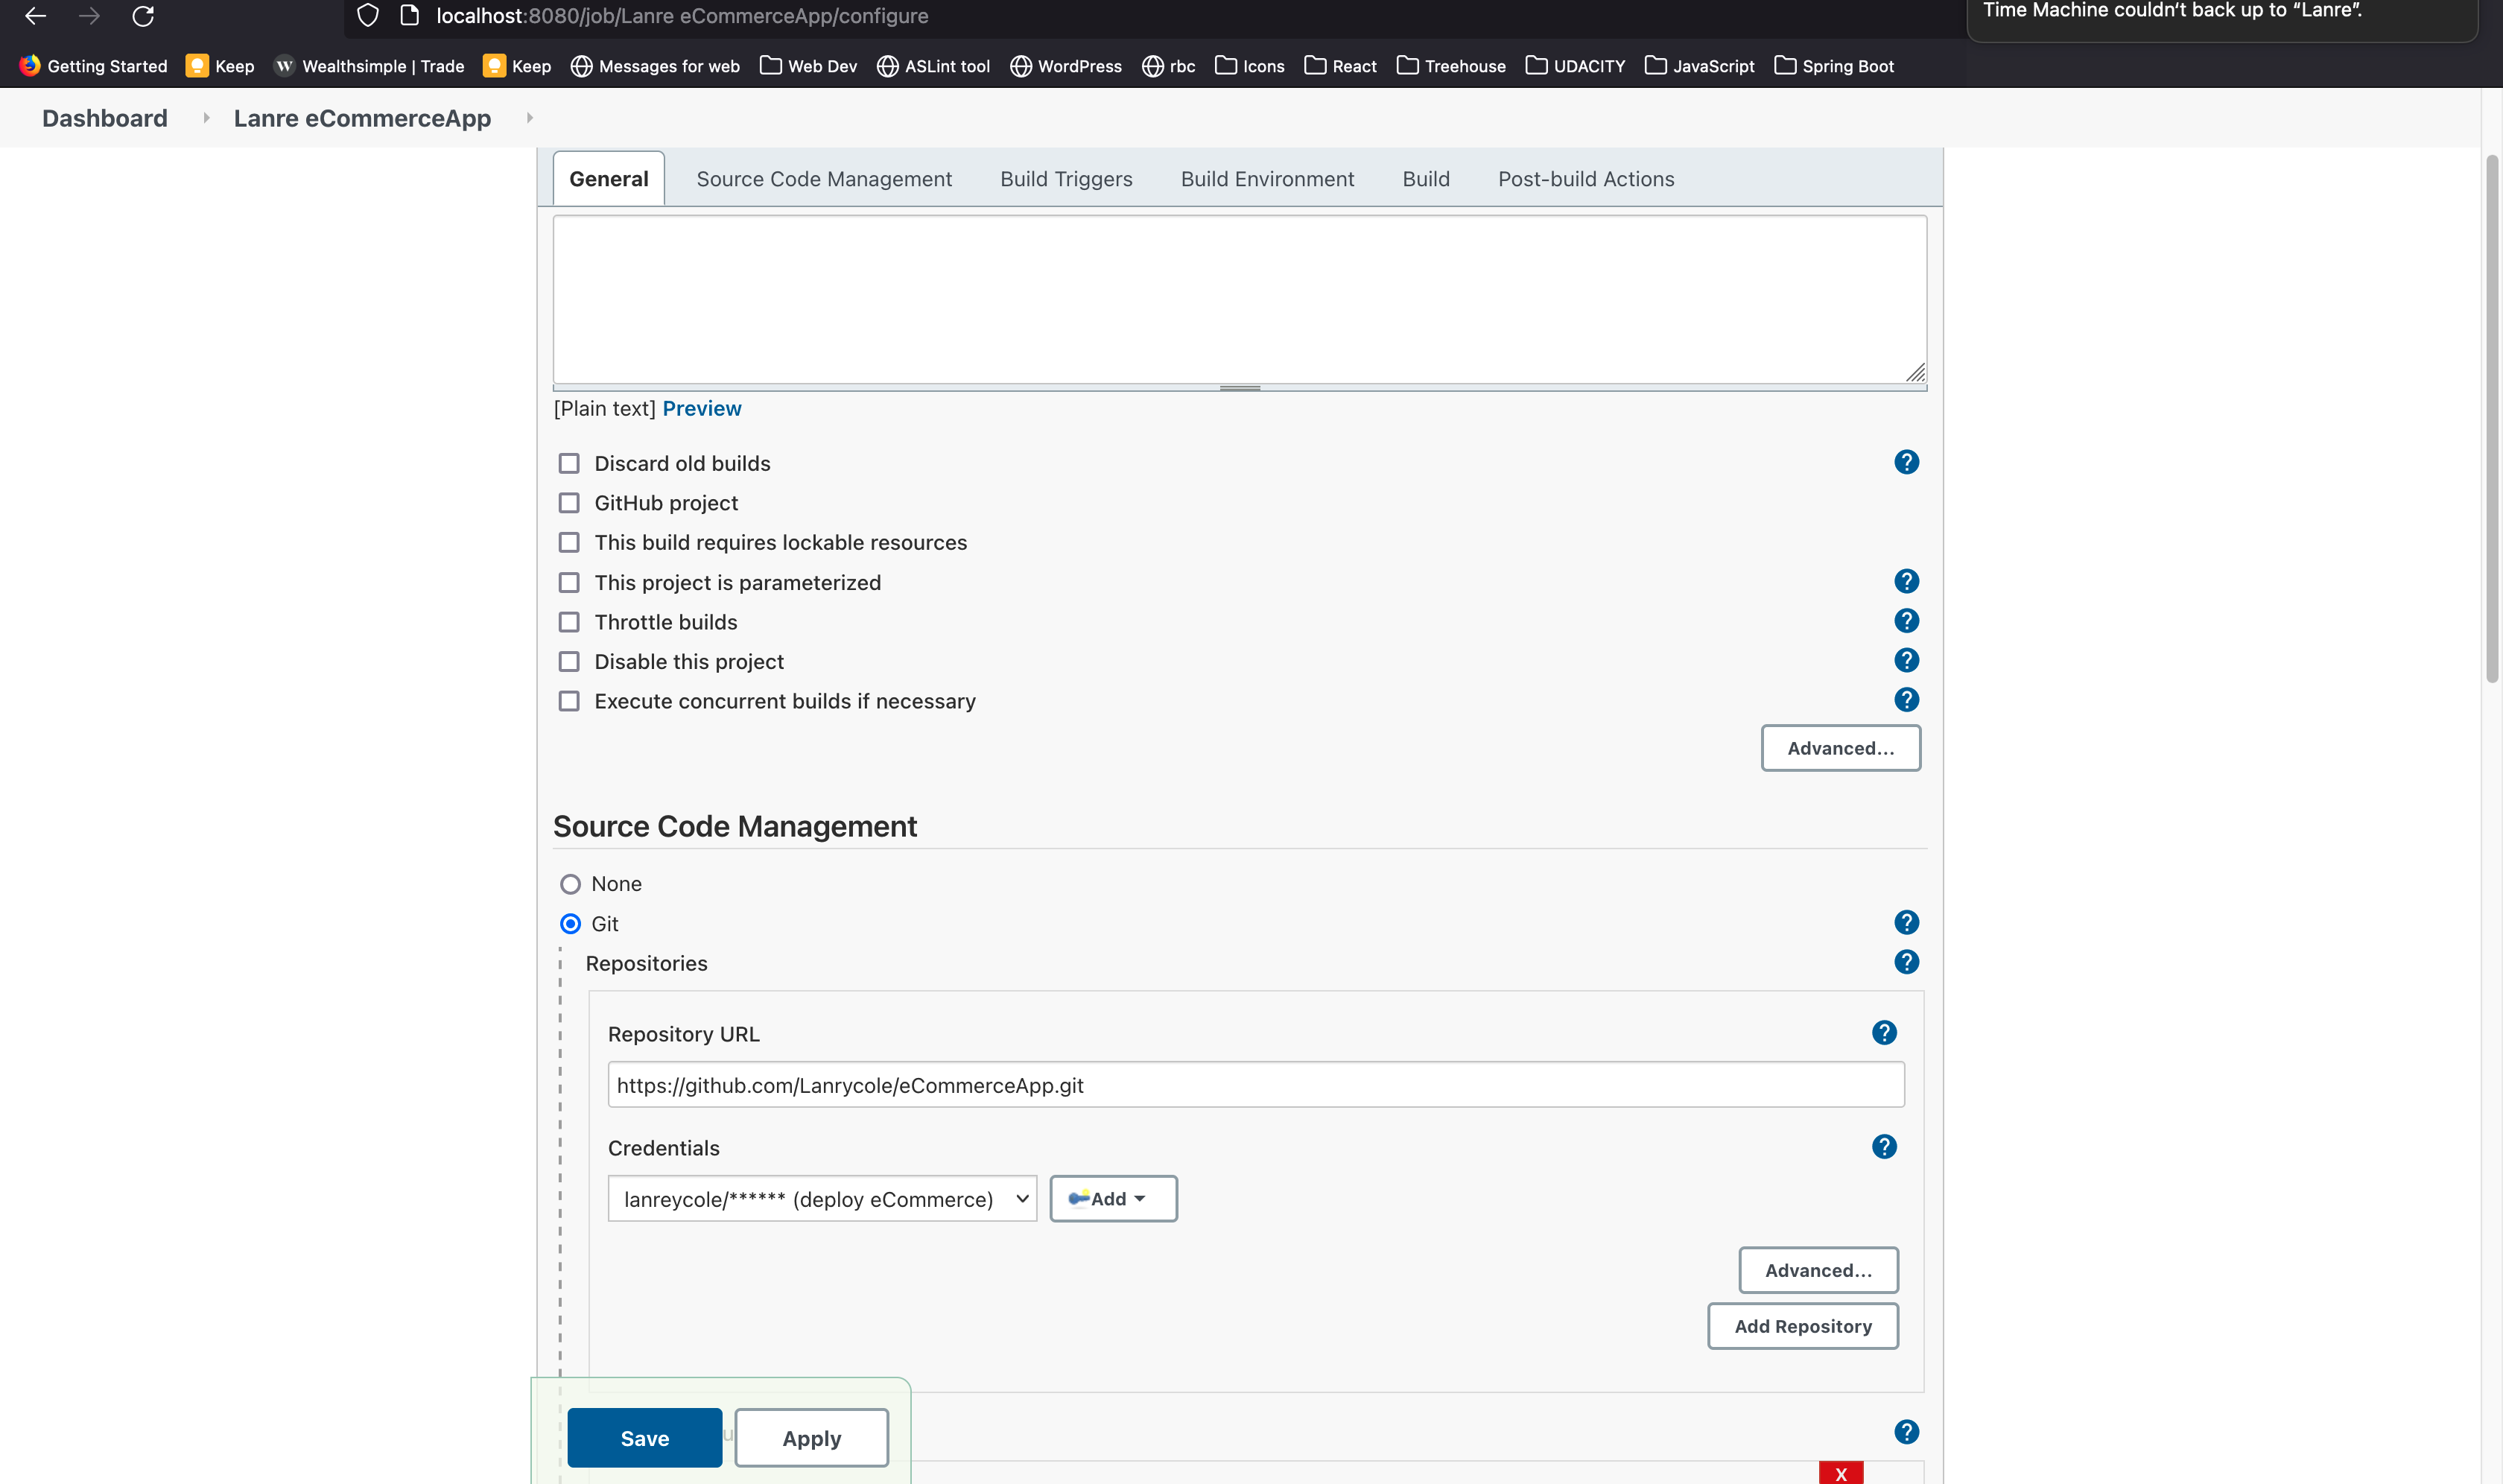 localhost:8080/job/Lanre eCommerceApp/configure
Time Machine couldn't back up to “Lanre”.
Getting Started Keep W Wealthsimple | Trade Keep Messages for web Web Dev ASLint tool WordPress rbc Icons React Treehouse UDACITY JavaScript Spring Boot
Dashboard Lanre eCommerceApp
General Source Code Management Build Triggers Build Environment Build Post-build Actions
[Plain text] Preview
Discard old builds ?
GitHub project
This build requires lockable resources
This project is parameterized ?
Throttle builds ?
Disable this project ?
Execute concurrent builds if necessary ?
Advanced...
Source Code Management
None
Git ?
Repositories ?
Repository URL ?
https://github.com/Lanrycole/eCommerceApp.git
Credentials ?
lanreycole/****** (deploy eCommerce) Add
Advanced...
Add Repository
Save Apply ?
X